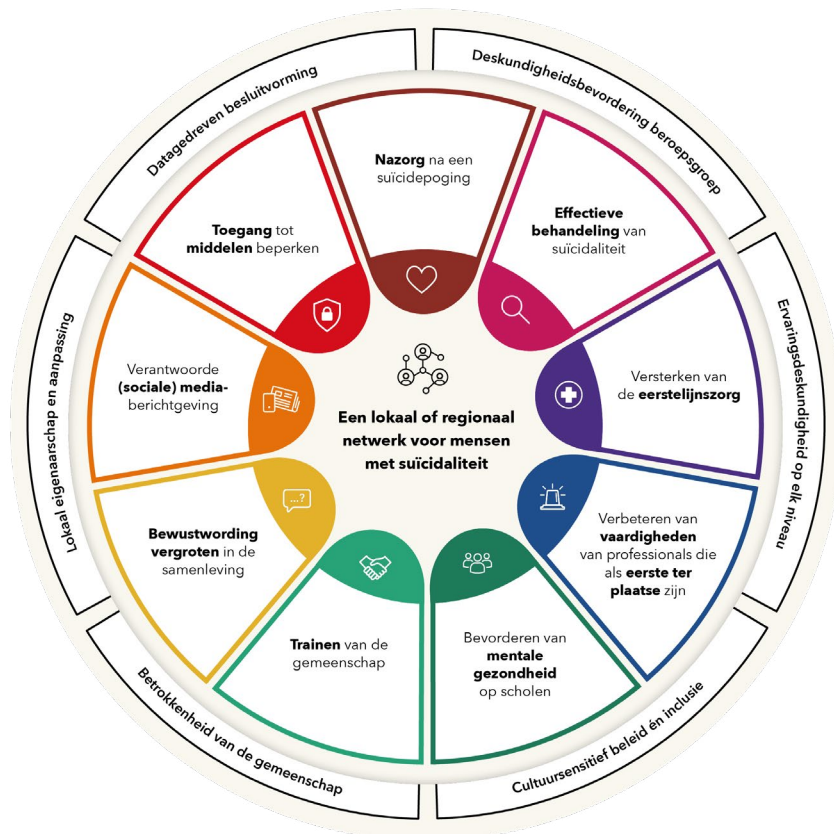 Datagedreven besluitvorming
Deskundigheidsbevordering beroepsgroep
Ervaringsdeskundigheid op elk niveau
Cultuursensitief beleid én inclusie
Betrokkenheid van de gemeenschap
Lokaal eigenaarschap en aanpassing
Nazorg na een
suïcidepoging
Effectieve
behandeling van
suïcidaliteit
Versterken van
de eerstelijnszorg
Verbeteren van
vaardigheden
van professionals die
als eerste ter
plaatse zijn
Bevorderen van
mentale
gezondheid
op scholen
Trainen van de
gemeenschap
Bewustwording
vergroten in de
samenleving
...?
Verantwoorde
(sociale) media-
berichtgeving
Toegang tot
middelen beperken
Een lokaal of regionaal
netwerk voor mensen
met suïcidaliteit